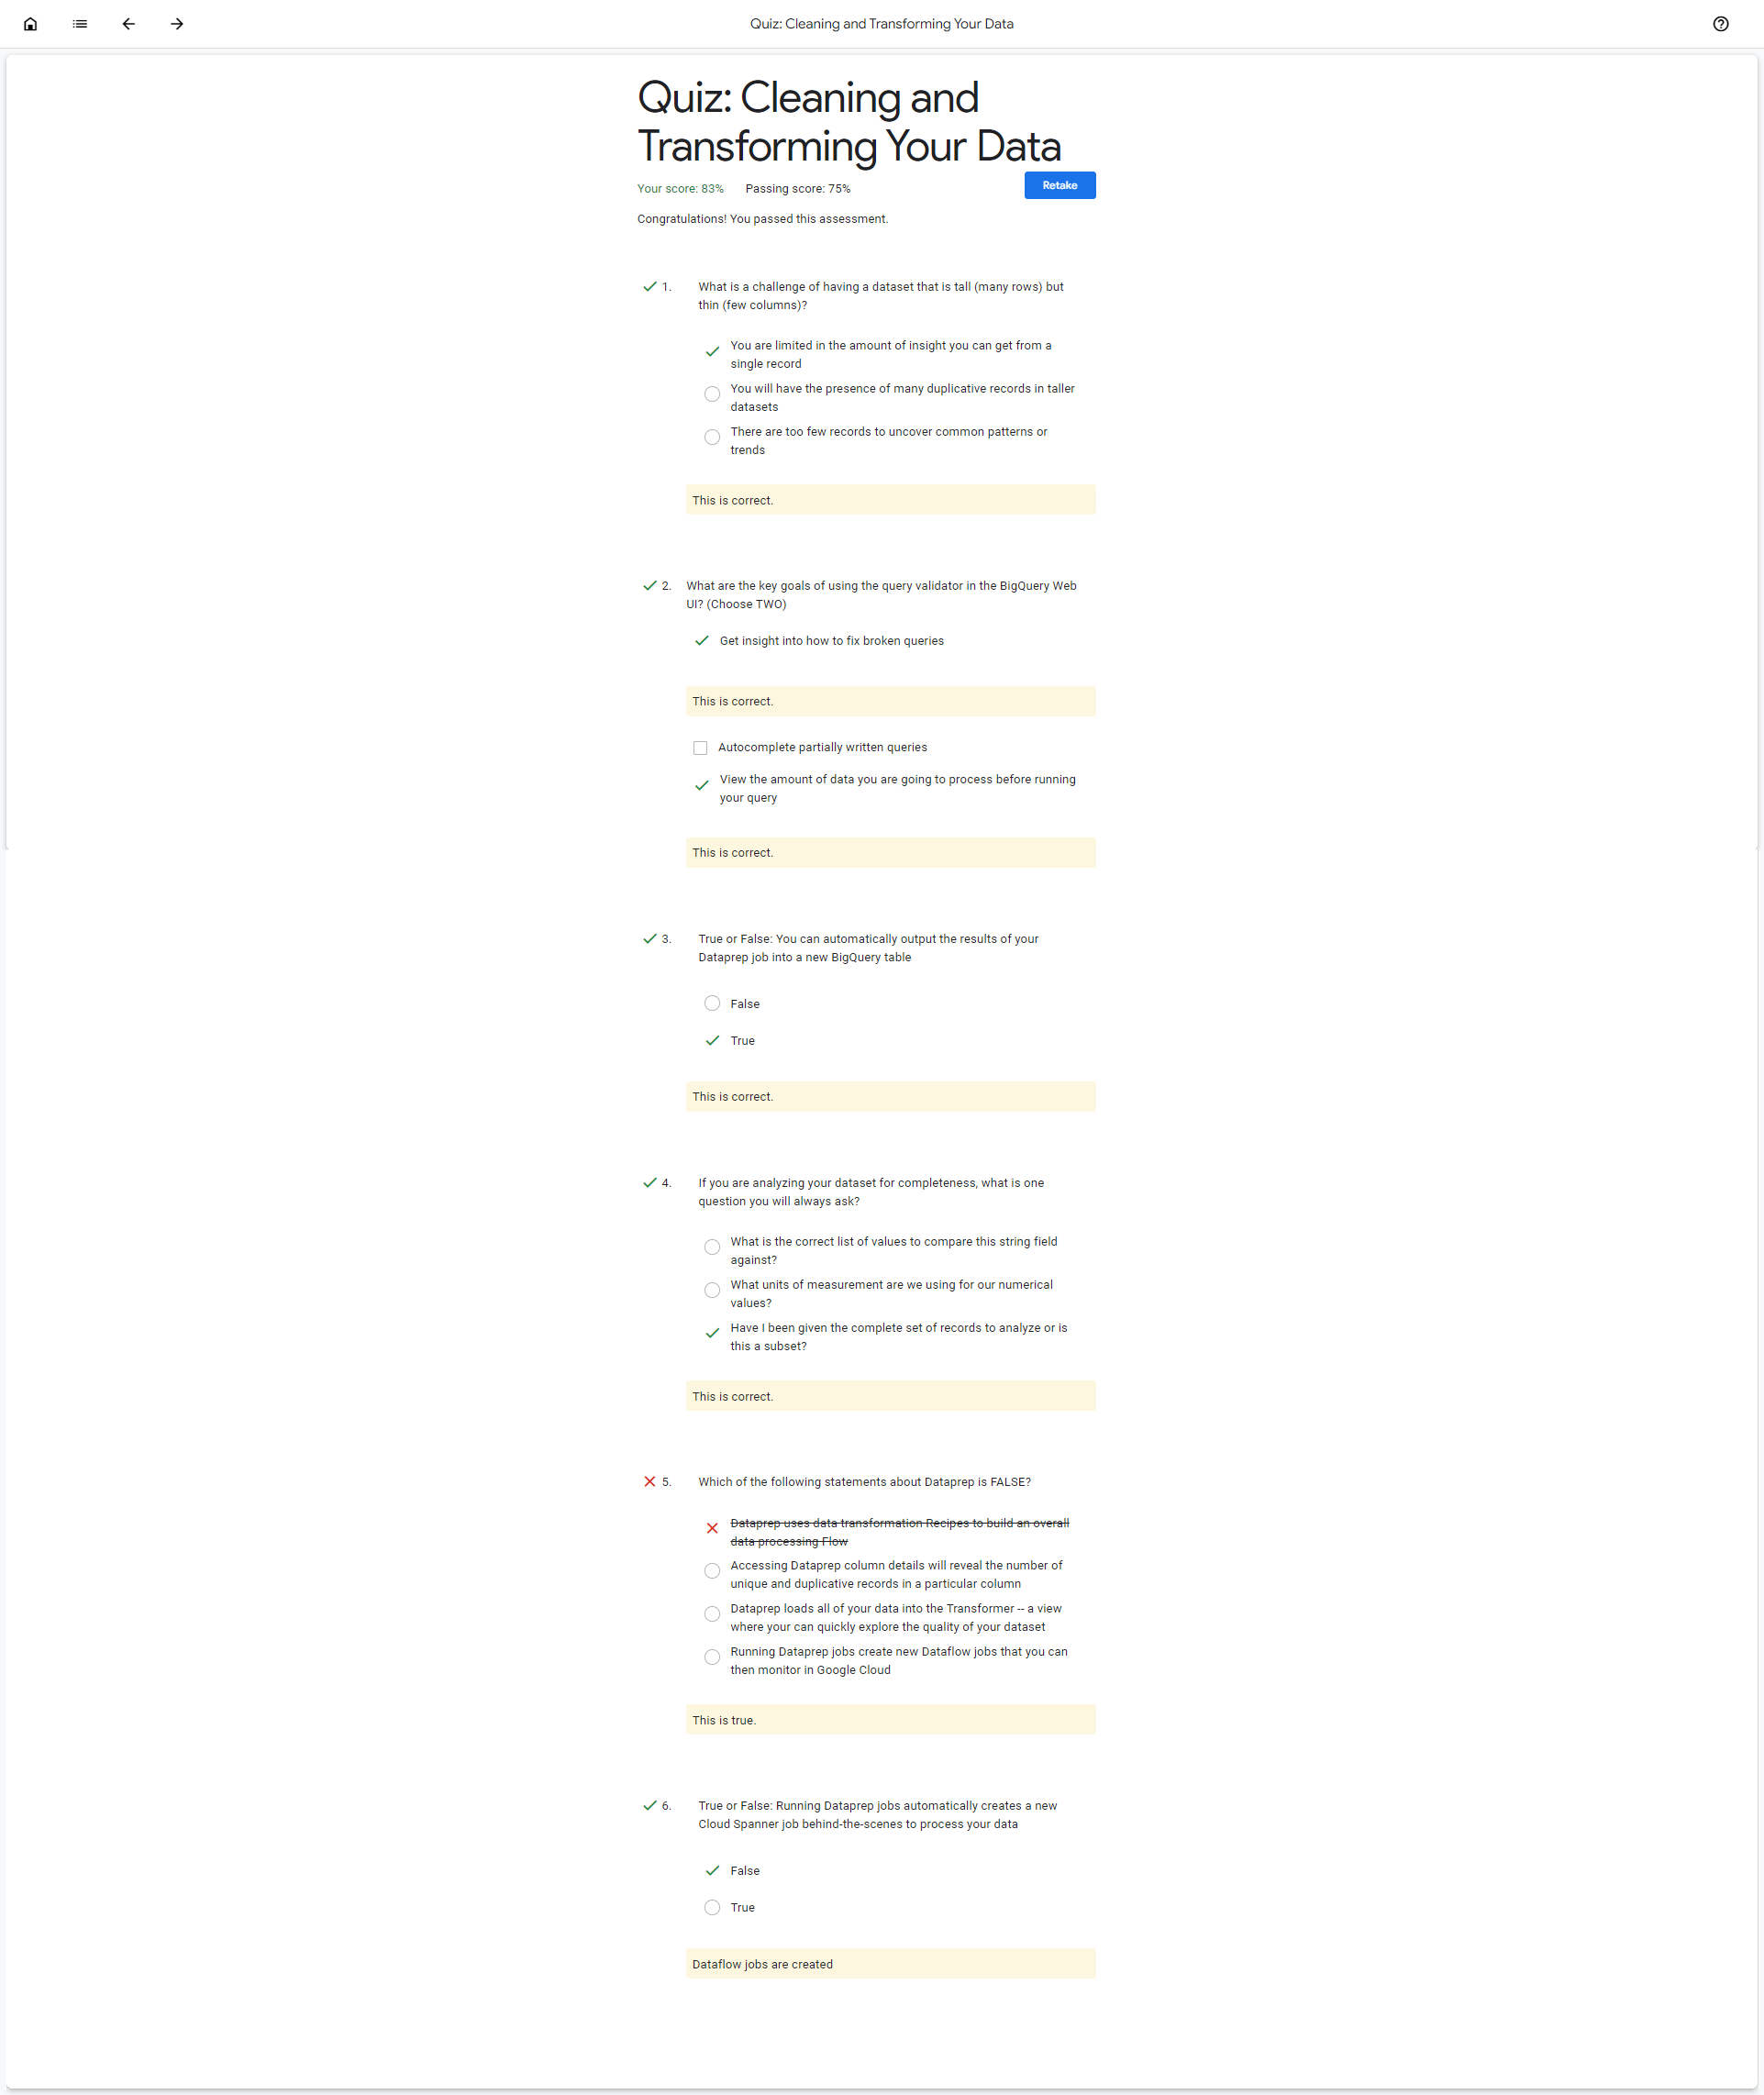 Quiz: Cleaning and Transforming Your Data
Quiz: Cleaning and
Transforming Your Data
Your score: 83% Passing score: 75%
Retake
Congratulations! You passed this assessment.
1. What is a challenge of having a dataset that is tall (many rows) but
thin (few columns)?
You are limited in the amount of insight you can get from a
single record
You will have the presence of many duplicative records in taller
datasets
There are too few records to uncover common patterns or
trends
This is correct.
2. What are the key goals of using the query validator in the BigQuery Web
UI? (Choose TWO)
Get insight into how to fix broken queries
This is correct.
Autocomplete partially written queries
View the amount of data you are going to process before running
your query
This is correct.
3. True or False: You can automatically output the results of your
Dataprep job into a new BigQuery table
False
True
This is correct.
4. If you are analyzing your dataset for completeness, what is one
question you will always ask?
What is the correct list of values to compare this string field
against?
What units of measurement are we using for our numerical
values?
Have I been given the complete set of records to analyze or is
this a subset?
This is correct.
5. Which of the following statements about Dataprep is FALSE?
Dataprep uses data transformation Recipes to build an overall
data processing Flow
Accessing Dataprep column details will reveal the number of
unique and duplicative records in a particular column
Dataprep loads all of your data into the Transformer -- a view
where your can quickly explore the quality of your dataset
Running Dataprep jobs create new Dataflow jobs that you can
then monitor in Google Cloud
This is true.
6. True or False: Running Dataprep jobs automatically creates a new
Cloud Spanner job behind-the-scenes to process your data
False
True
Dataflow jobs are created